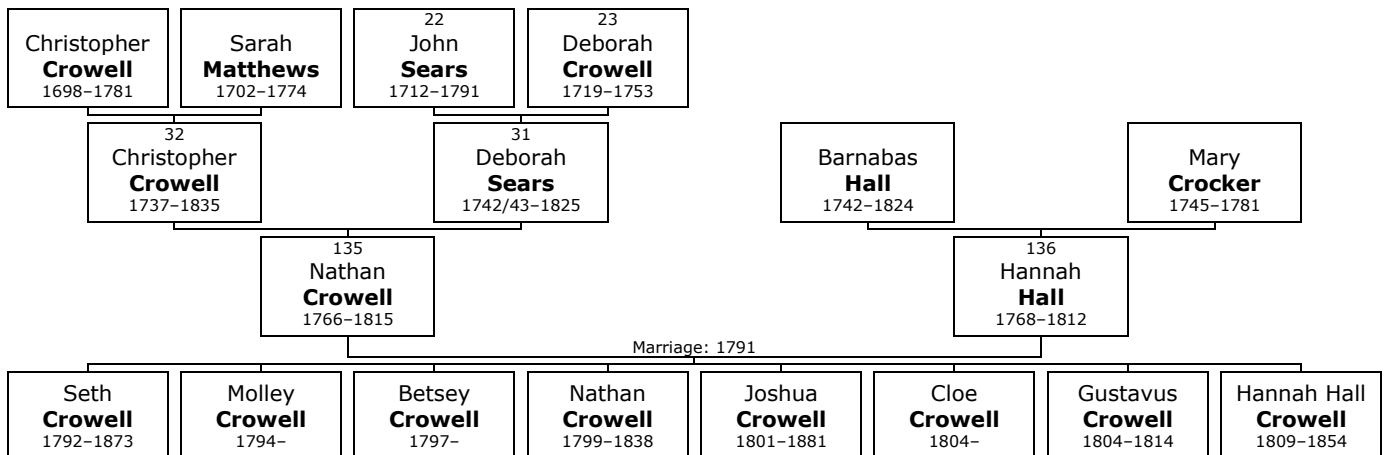 Christopher
Crowell
1698–1781
Sarah
Matthews
1702–1774
22
John
Sears
1712–1791
23
Deborah
Crowell
1719–1753
32
Christopher
Crowell
1737–1835
31
Deborah
Sears
1742/43–1825
Barnabas
Hall
1742–1824
Mary
Crocker
1745–1781
135
Nathan
Crowell
1766–1815
136
Hannah
Hall
1768–1812
Marriage: 1791
Seth
Crowell
1792–1873
Molley
Crowell
1794–
Betsey
Crowell
1797–
Nathan
Crowell
1799–1838
Joshua
Crowell
1801–1881
Cloe
Crowell
1804–
Gustavus
Crowell
1804–1814
Hannah Hall
Crowell
1809–1854